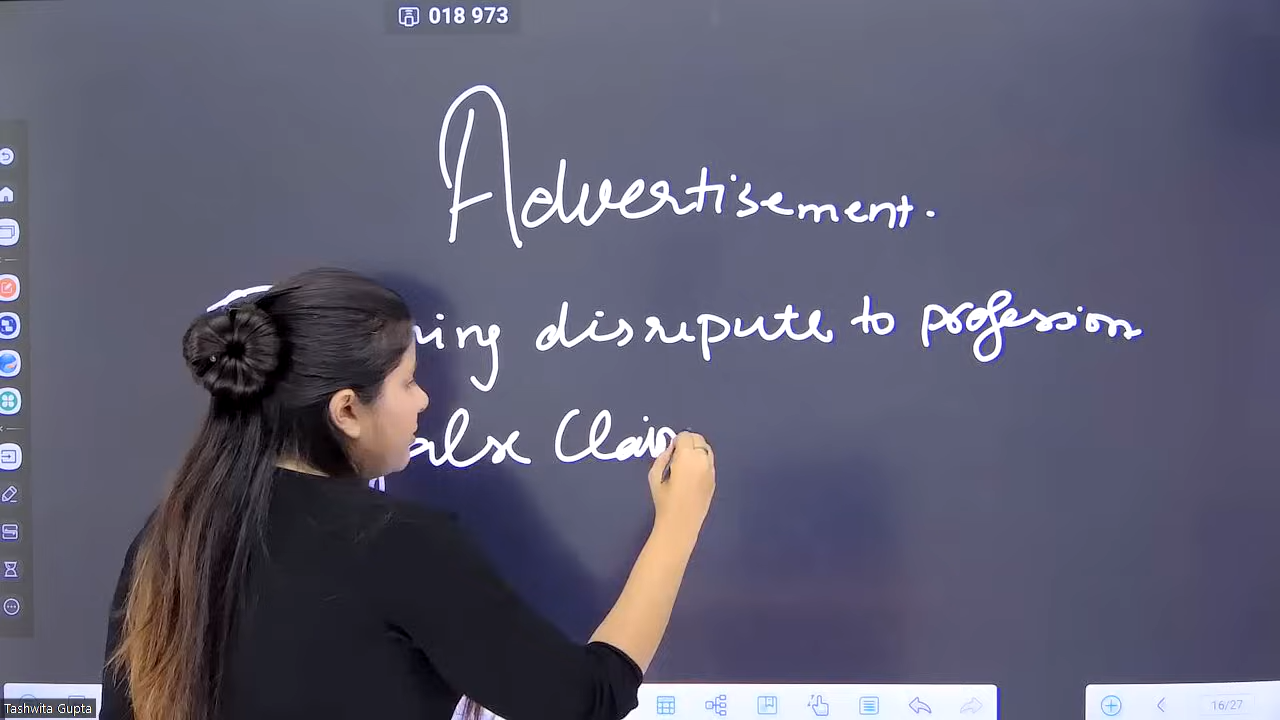 018 973
Advertisement.
ing disrepute to profession
alse Clai
Tashwita Gupta
16/27